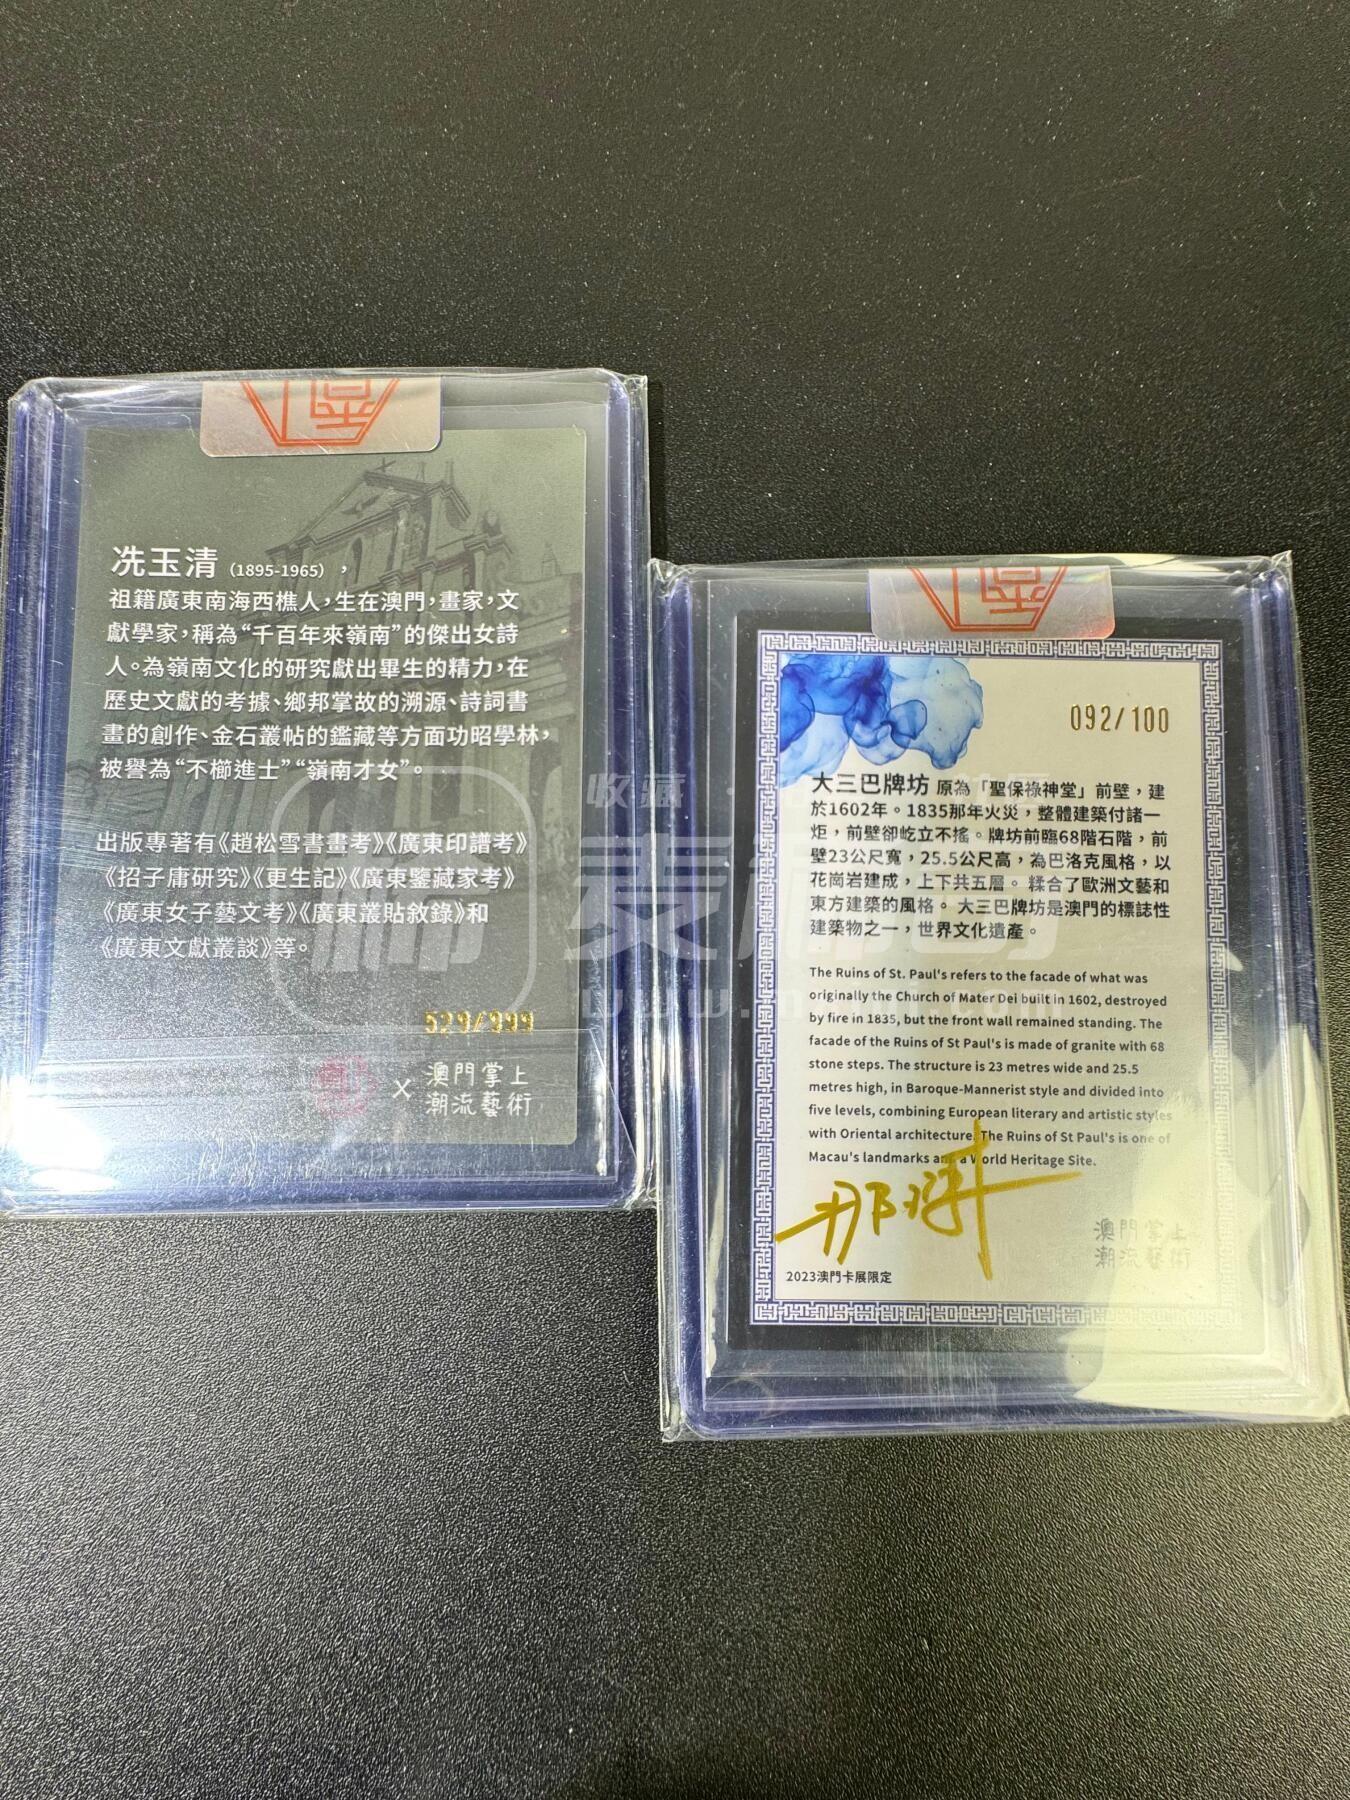 冼玉清（1895-1965），
祖籍廣東南海西樵人，生在澳門，畫家，文
獻學家，稱為“千百年來嶺南”的傑出女詩
人。為嶺南文化的研究獻出畢生的精力，在
歷史文獻的考據、鄉邦掌故的溯源、詩詞書
畫的創作、金石叢帖的鑑藏等方面功昭學林，
被譽為“不櫛進士”“嶺南才女”。
出版專著有《趙松雪書畫考》《廣東印譜考》
《招子庸研究》《更生記》《廣東鑒藏家考》
《廣東女子藝文考》《廣東叢貼敘錄》和
《廣東文獻叢談》等。
529/999
X 澳門掌上
潮流藝術
092/100
大三巴牌坊 原為「聖保祿神堂」前壁，建
於1602年。1835那年火災，整體建築付諸一
炬，前壁卻屹立不搖。牌坊前臨68階石階，前
壁23公尺寬，25.5公尺高，為巴洛克風格，以
花崗岩建成，上下共五層。 糅合了歐洲文藝和
東方建築的風格。 大三巴牌坊是澳門的標誌性
建築物之一，世界文化遺產。
The Ruins of St. Paul's refers to the facade of what was
originally the Church of Mater Dei built in 1602, destroyed
by fire in 1835, but the front wall remained standing. The
facade of the Ruins of St Paul's is made of granite with 68
stone steps. The structure is 23 metres wide and 25.5
metres high, in Baroque-Mannerist style and divided into
five levels, combining European literary and artistic styles
with Oriental architecture. The Ruins of St Paul's is one of
Macau's landmarks and a World Heritage Site.
澳門掌上
潮流藝術
2023澳門卡展限定